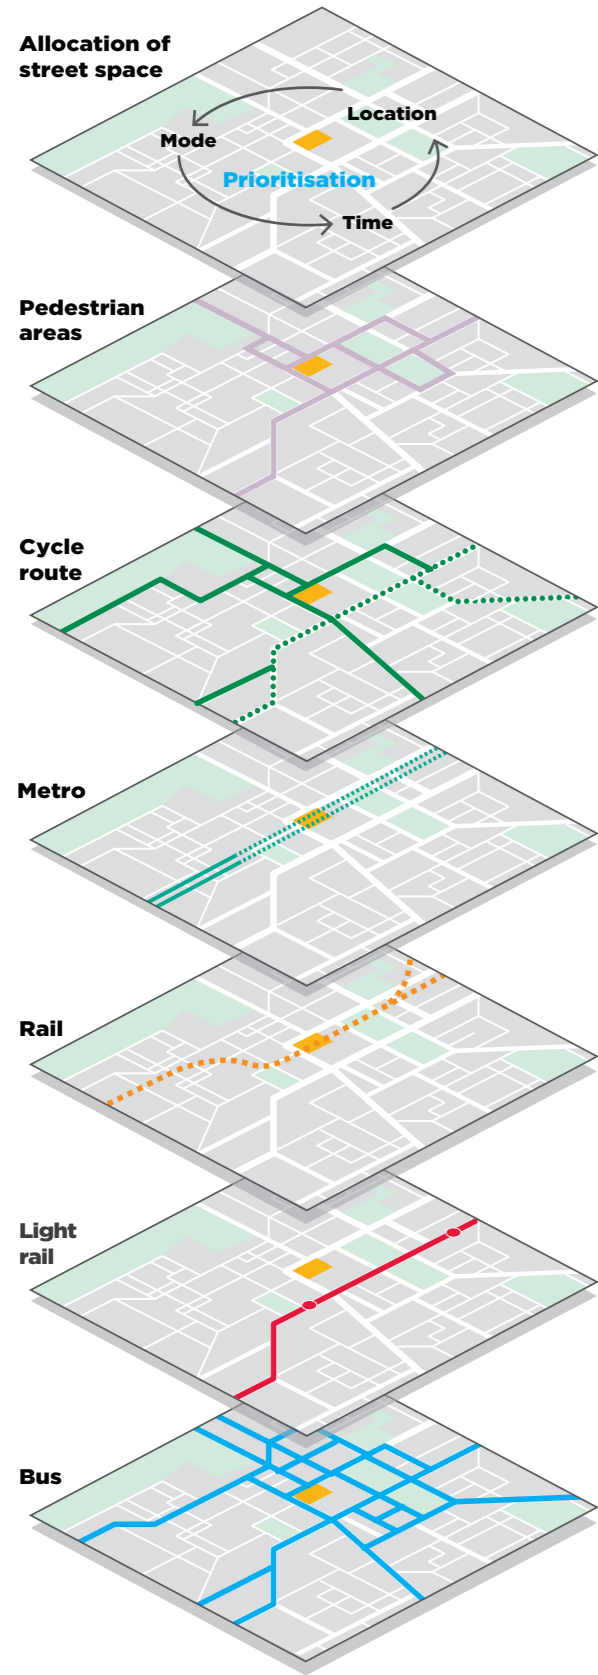 Allocation of
street space
Location
Mode
Prioritisation
Time
Pedestrian
areas
Cycle
route
Metro
Rail
Light
rail
Bus